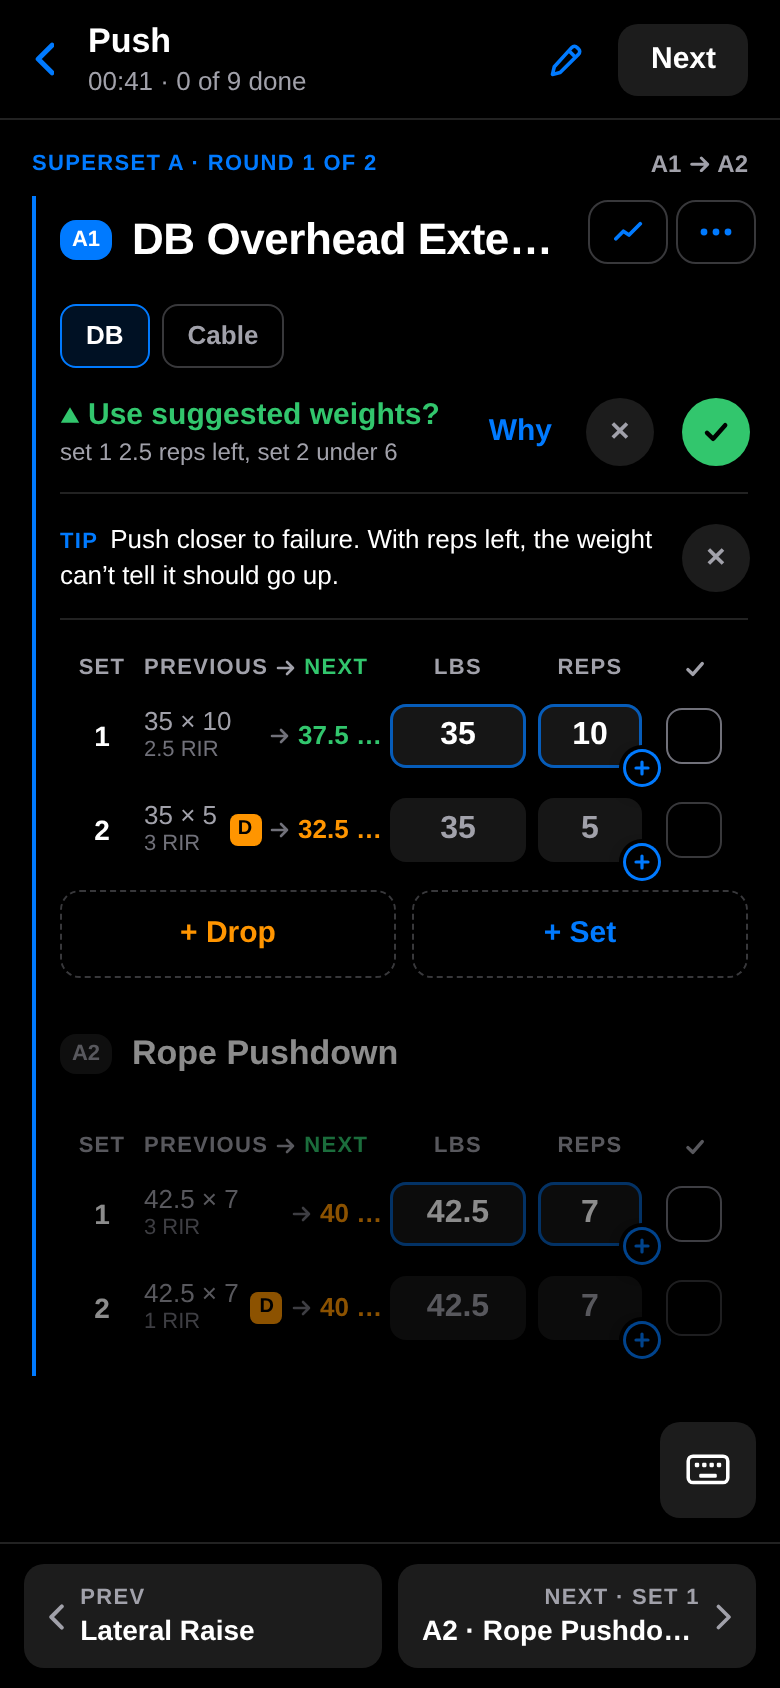 Push
00:41 · 0 of 9 done
Next
SUPERSET A · ROUND 1 OF 2
A1 → A2
A1 DB Overhead Exte...
DB Cable
▲ Use suggested weights?
set 1 2.5 reps left, set 2 under 6
Why
TIP Push closer to failure. With reps left, the weight
can’t tell it should go up.
SET PREVIOUS → NEXT LBS REPS ✓
1 35 × 10 → 37.5 ... 35 10
2.5 RIR
2 35 × 5 D → 32.5 ... 35 5
3 RIR
+ Drop + Set
A2 Rope Pushdown
SET PREVIOUS → NEXT LBS REPS ✓
1 42.5 × 7 → 40 ... 42.5 7
3 RIR
2 42.5 × 7 D → 40 ... 42.5 7
1 RIR
PREV
Lateral Raise
NEXT · SET 1
A2 · Rope Pushdo...